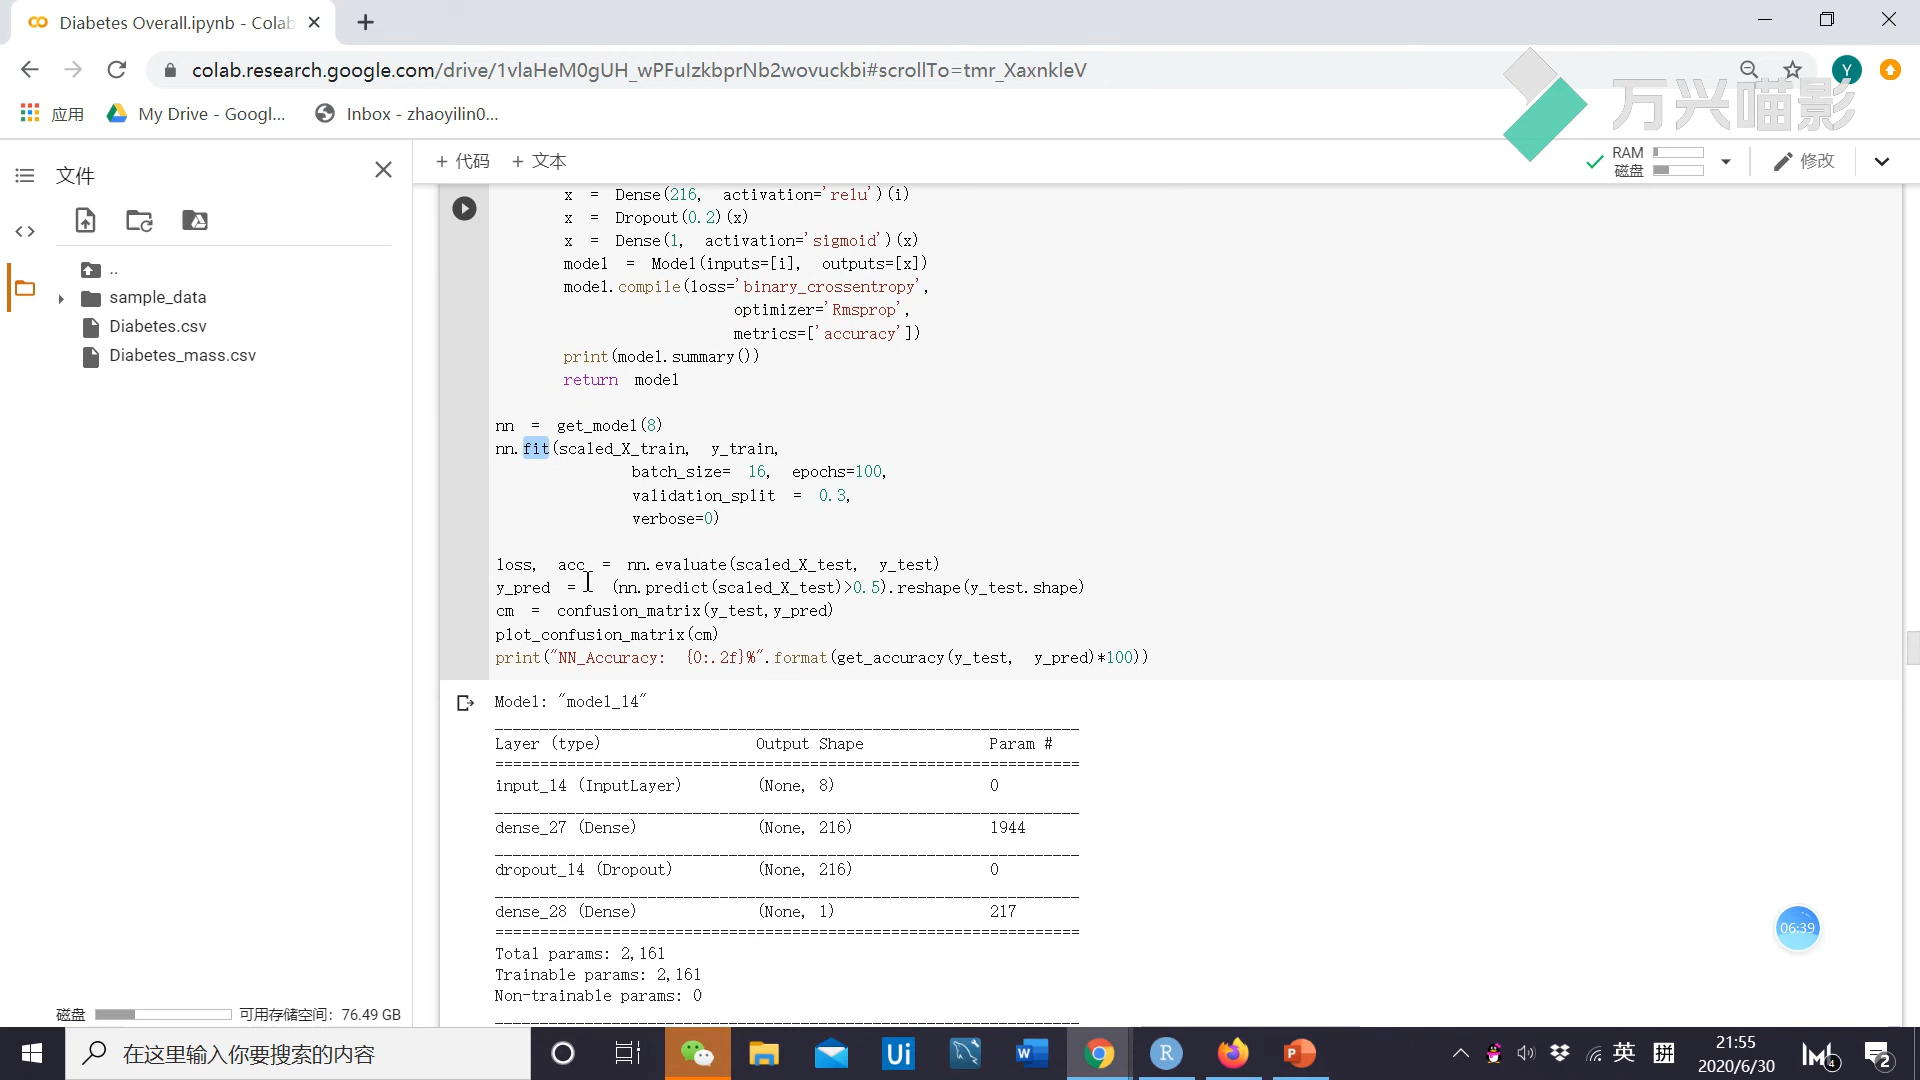 Diabetes Overall.ipynb - Colab
colab.research.google.com/drive/1vlaHeM0gUH_wPFuIzkbprNb2wovuckbi#scrollTo=tmr_XaxnkleV
Y
应用
My Drive - Googl...
Inbox - zhaoyilin0...
万兴喵影
文件
+ 代码 + 文本
RAM
磁盘
修改
..
sample_data
Diabetes.csv
Diabetes_mass.csv
x = Dense(216, activation='relu')(i)
x = Dropout(0.2)(x)
x = Dense(1, activation='sigmoid')(x)
model = Model(inputs=[i], outputs=[x])
model.compile(loss='binary_crossentropy',
optimizer='Rmsprop',
metrics=['accuracy'])
print(model.summary())
return model
nn = get_model(8)
nn.fit(scaled_X_train, y_train,
batch_size= 16, epochs=100,
validation_split = 0.3,
verbose=0)
loss, acc = nn.evaluate(scaled_X_test, y_test)
y_pred = (nn.predict(scaled_X_test)>0.5).reshape(y_test.shape)
cm = confusion_matrix(y_test,y_pred)
plot_confusion_matrix(cm)
print("NN_Accuracy: {0:.2f}%".format(get_accuracy(y_test, y_pred)*100))
Model: "model_14"
Layer (type) Output Shape Param #
input_14 (InputLayer) (None, 8) 0
dense_27 (Dense) (None, 216) 1944
dropout_14 (Dropout) (None, 216) 0
dense_28 (Dense) (None, 1) 217
Total params: 2,161
Trainable params: 2,161
Non-trainable params: 0
06:39
磁盘 可用存储空间: 76.49 GB
在这里输入你要搜索的内容
Ui
W
R
P
英
拼
21:55
2020/6/30
4
2